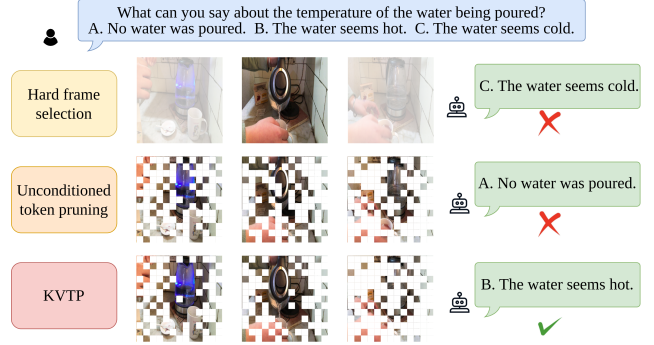 What can you say about the temperature of the water being poured?
A. No water was poured.  B. The water seems hot.  C. The water seems cold.
Hard frame
selection
C. The water seems cold.
Unconditioned
token pruning
A. No water was poured.
KVTP
B. The water seems hot.